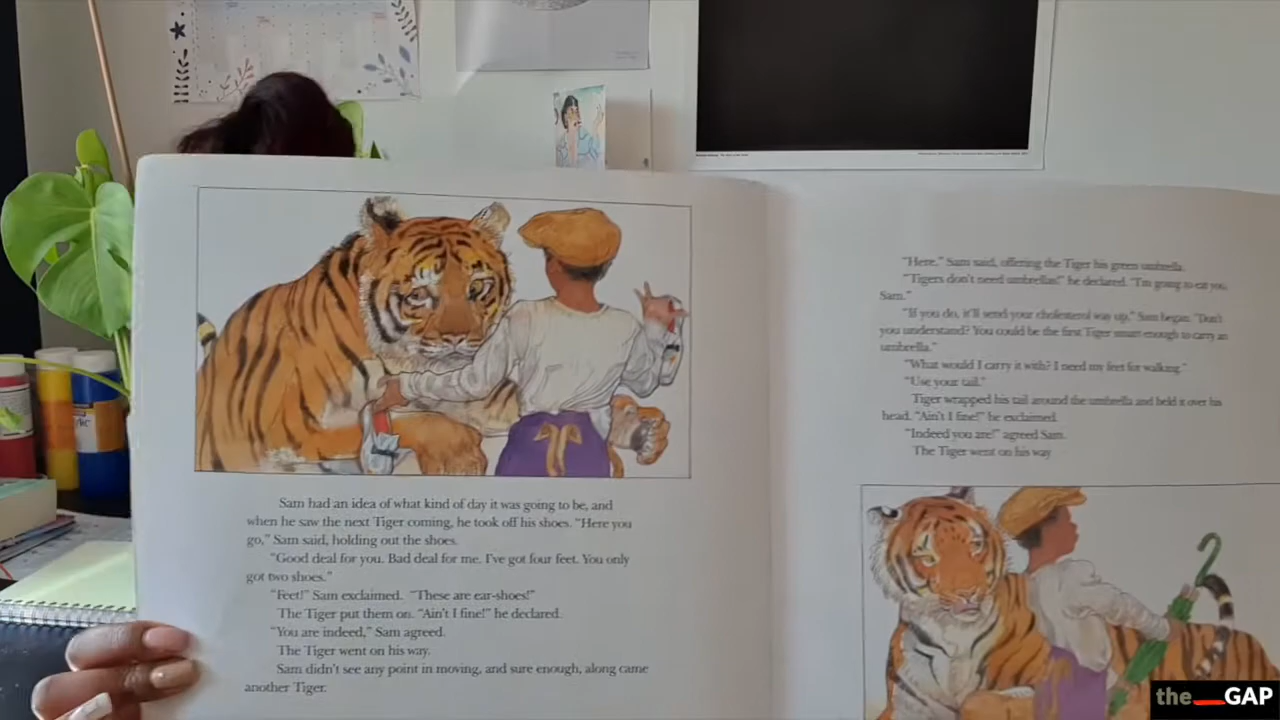 Sam had an idea of what kind of day it was going to be, and
when he saw the next Tiger coming, he took off his shoes. "Here you
go," Sam said, holding out the shoes.
"Good deal for you. Bad deal for me. I've got four feet. You only
got two shoes."
"Feet!" Sam exclaimed. "These are ear-shoes!"
The Tiger put them on. "Ain't I fine!" he declared.
"You are indeed," Sam agreed.
The Tiger went on his way.
Sam didn't see any point in moving, and sure enough, along came
another Tiger.
"Here," Sam said, offering the Tiger his green umbrella.
"Tigers don't need umbrellas!" he declared. "I'm going to eat you,
Sam."
"If you do, it'll send your cholesterol way up," Sam began. "Don't
you understand? You could be the first Tiger smart enough to carry an
umbrella."
"What would I carry it with? I need my feet for walking."
"Use your tail."
Tiger wrapped his tail around the umbrella and held it over his
head. "Ain't I fine!" he exclaimed.
"Indeed you are!" agreed Sam.
The Tiger went on his way
the GAP